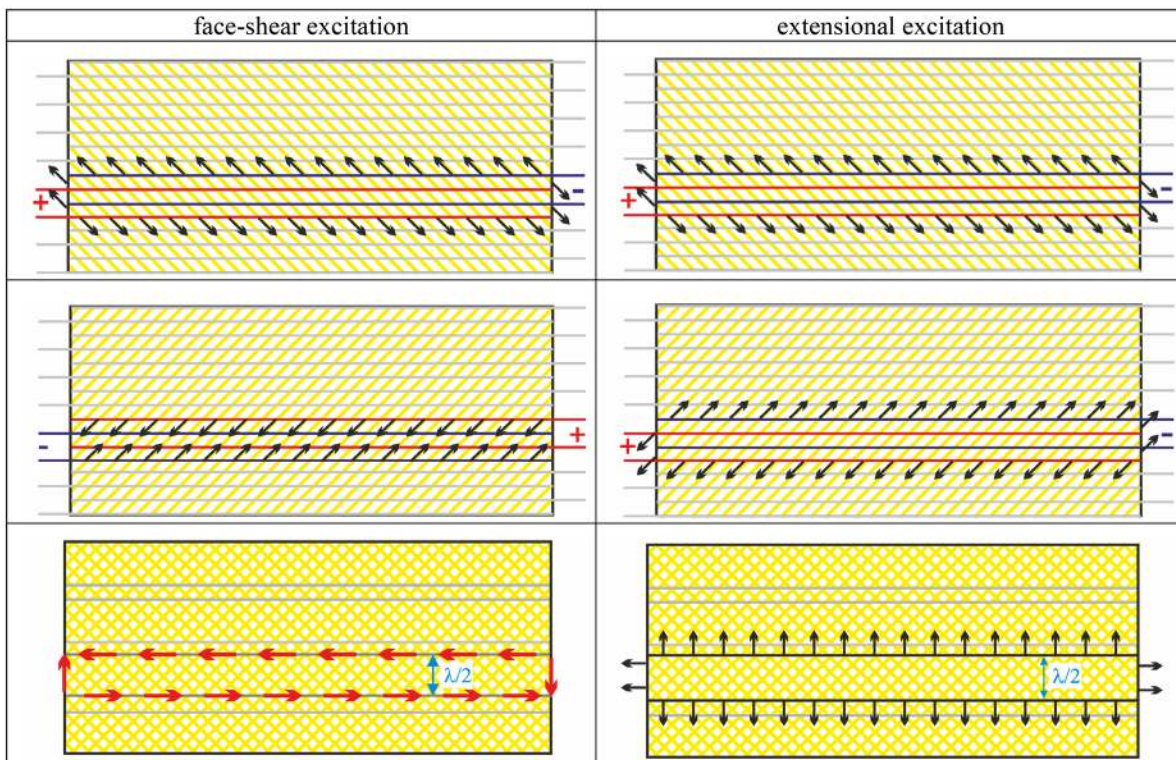 face-shear excitation
extensional excitation
+
-
+
-
-
+
+
-
λ/2
λ/2